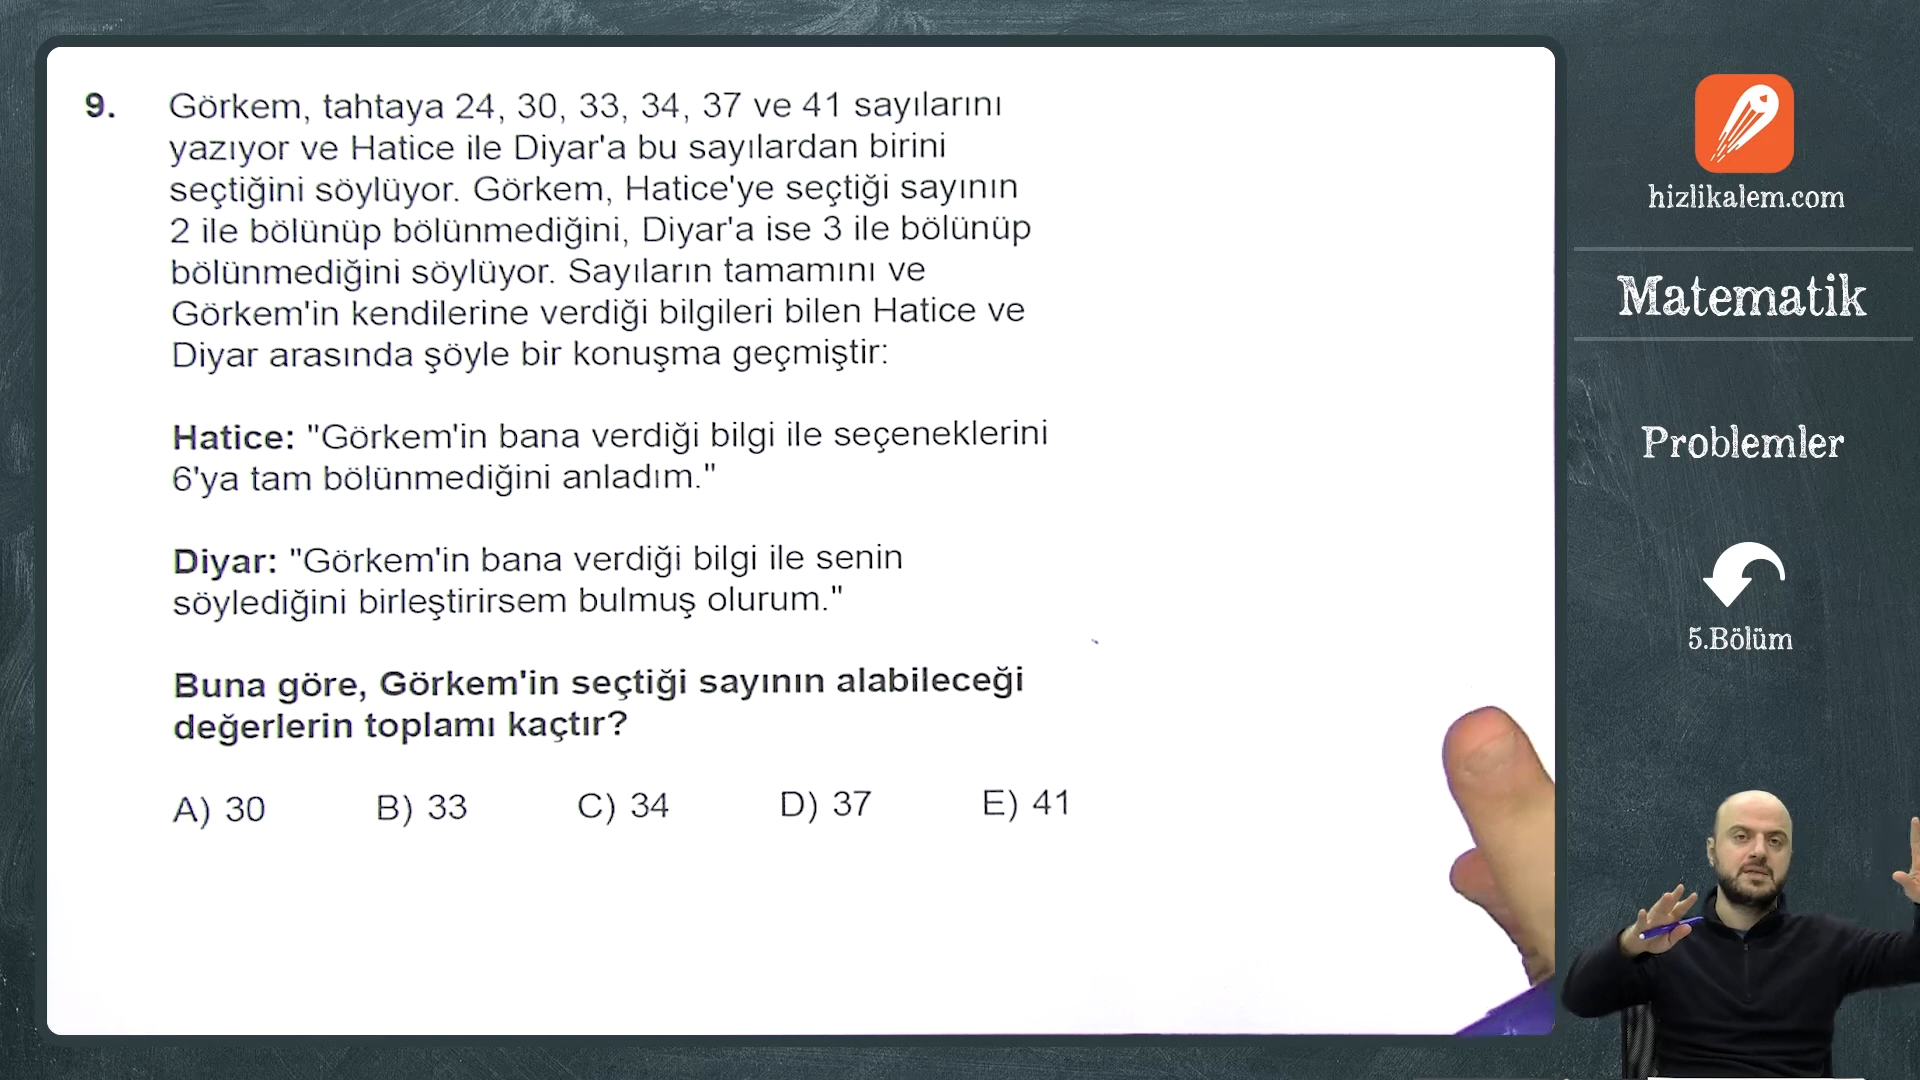 9. Görkem, tahtaya 24, 30, 33, 34, 37 ve 41 sayılarını
yazıyor ve Hatice ile Diyar'a bu sayılardan birini
seçtiğini söylüyor. Görkem, Hatice'ye seçtiği sayının
2 ile bölünüp bölünmediğini, Diyar'a ise 3 ile bölünüp
bölünmediğini söylüyor. Sayıların tamamını ve
Görkem'in kendilerine verdiği bilgileri bilen Hatice ve
Diyar arasında şöyle bir konuşma geçmiştir:
Hatice: "Görkem'in bana verdiği bilgi ile seçeneklerini
6'ya tam bölünmediğini anladım."
Diyar: "Görkem'in bana verdiği bilgi ile senin
söylediğini birleştirirsem bulmuş olurum."
Buna göre, Görkem'in seçtiği sayının alabileceği
değerlerin toplamı kaçtır?
A) 30 B) 33 C) 34 D) 37 E) 41
hizlikalem.com
Matematik
Problemler
5.Bölüm